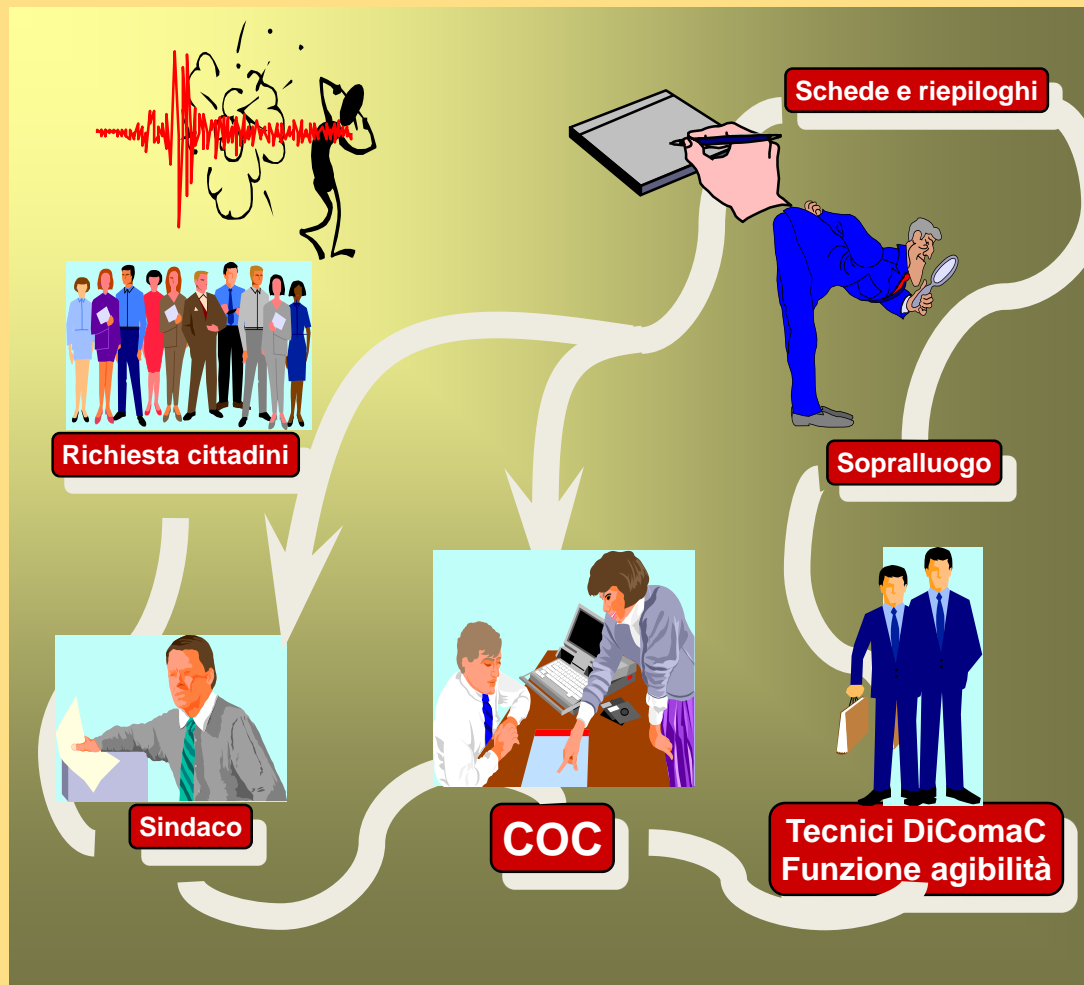 Schede e riepiloghi
Richiesta cittadini
Sopralluogo
Sindaco
COC
Tecnici DiComaC
Funzione agibilità